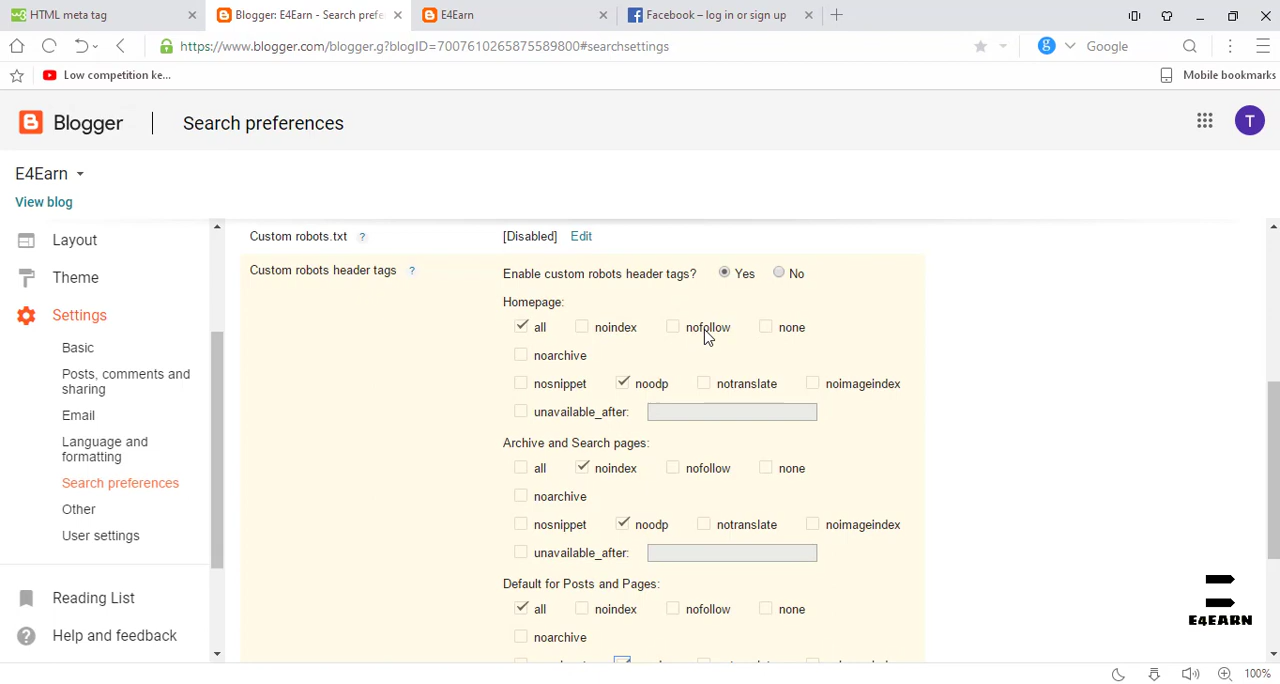 HTML meta tag
Blogger: E4Earn - Search prefe
E4Earn
Facebook – log in or sign up
https://www.blogger.com/blogger.g?blogID=7007610265875589800#searchsettings
g
Google
Low competition ke...
Mobile bookmarks
Blogger
Search preferences
T
E4Earn
View blog
Layout
Theme
Settings
Basic
Posts, comments and
sharing
Email
Language and
formatting
Search preferences
Other
User settings
Reading List
Help and feedback
Custom robots.txt ? [Disabled] Edit
Custom robots header tags ? Enable custom robots header tags? Yes No
Homepage:
all noindex nofollow none
noarchive
nosnippet noodp notranslate noimageindex
unavailable_after:
Archive and Search pages:
all noindex nofollow none
noarchive
nosnippet noodp notranslate noimageindex
unavailable_after:
Default for Posts and Pages:
all noindex nofollow none
noarchive
E4EARN
100%